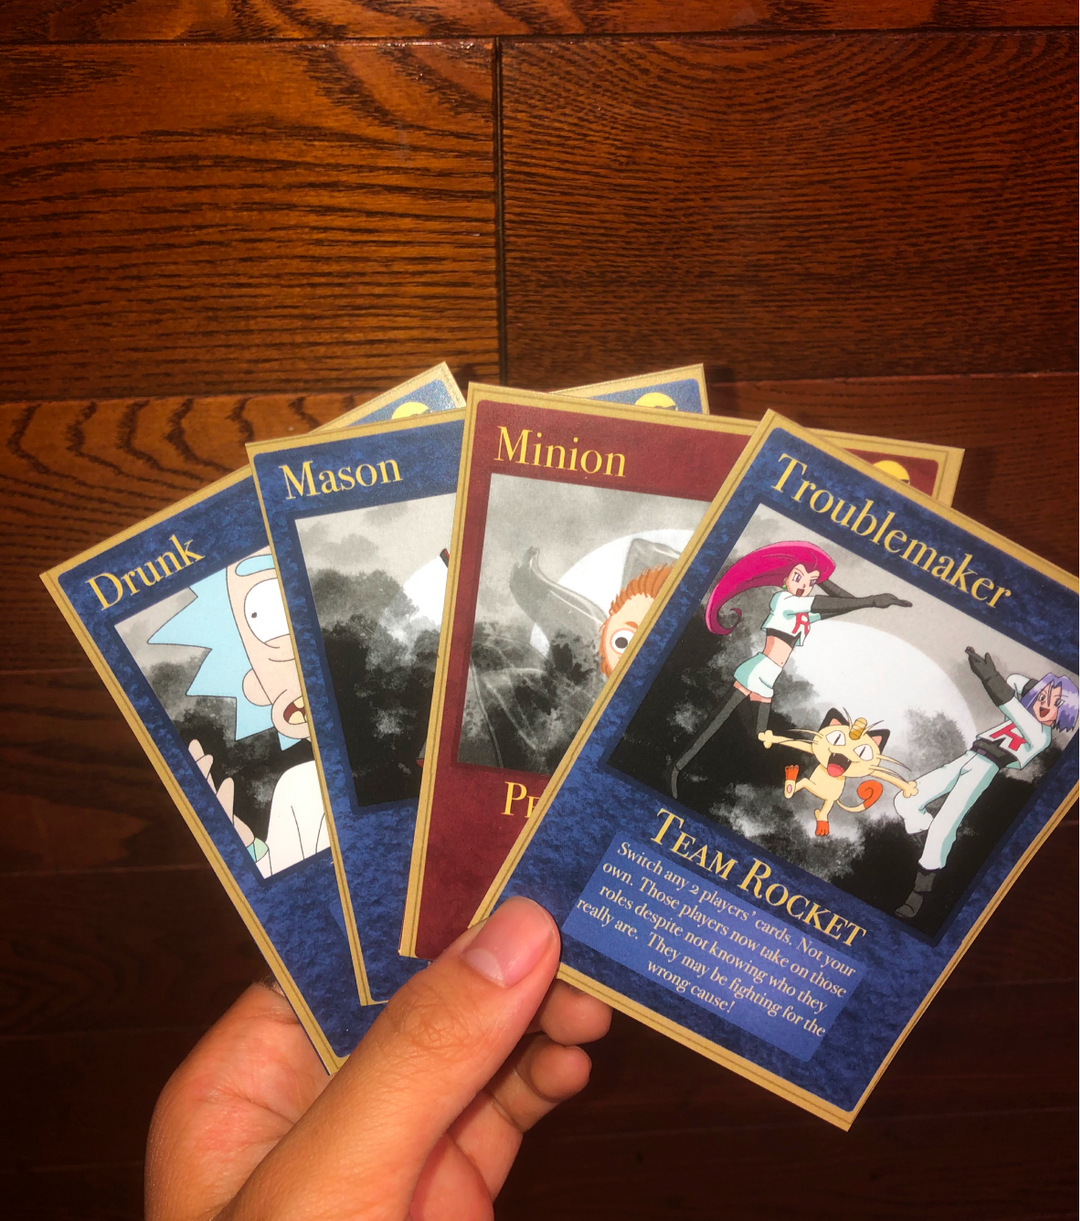 Drunk
Mason
Minion
Troublemaker
TEAM ROCKET
Switch any 2 players' cards. Not your
own. Those players now take on those
roles despite not knowing who they
really are. They may be fighting for the
wrong cause!